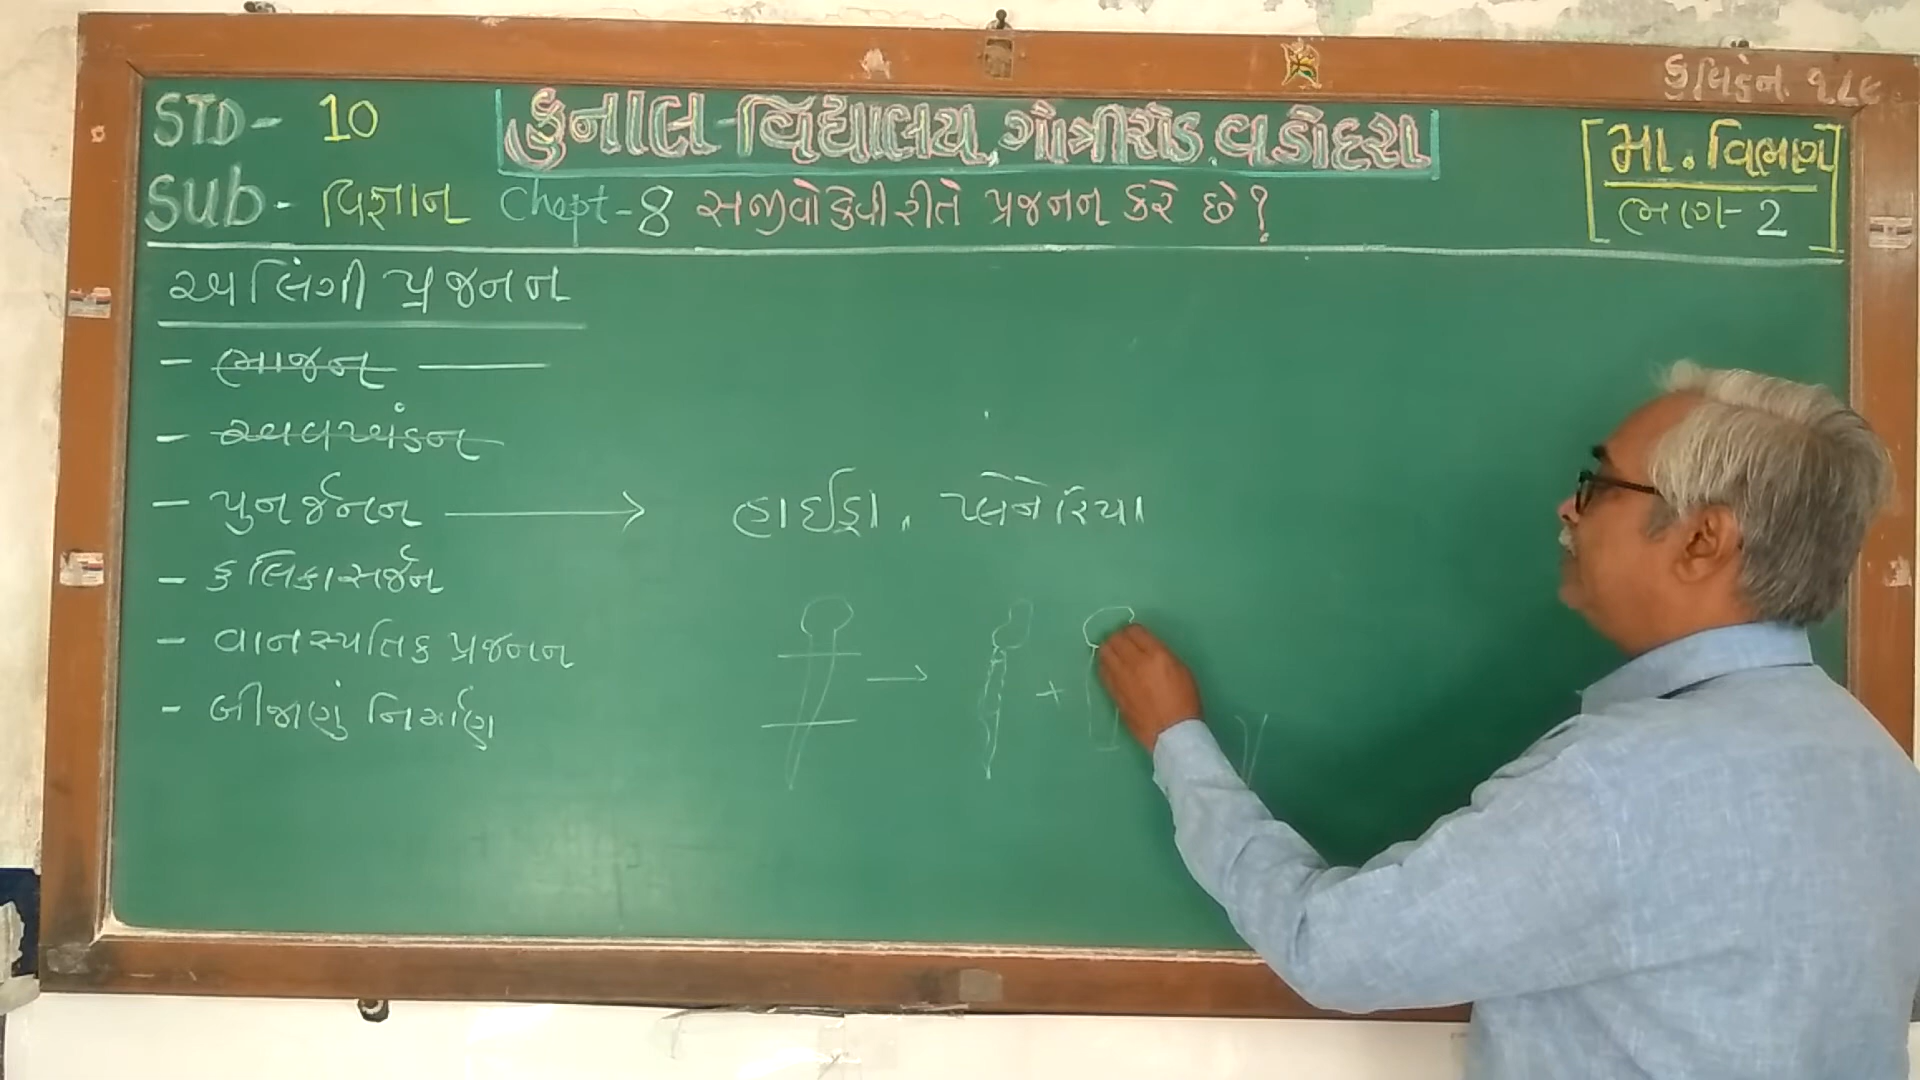 STD- 10
કુનાલ વિદ્યાલય, ગોત્રીરોડ, વડોદરા
મા. વિભાગ
ભાગ-2
SUB- વિજ્ઞાન Chept-8 સજીવો કેવી રીતે પ્રજનન કરે છે ?
અલિંગી પ્રજનન
- ભાજન
- અવખંડન
- પુનર્જનન → હાઈડ્રા, પ્લેનેરિયા
- કલિકાસર્જન
- વાનસ્પતિક પ્રજનન
- બીજાણું નિર્માણ
→ +